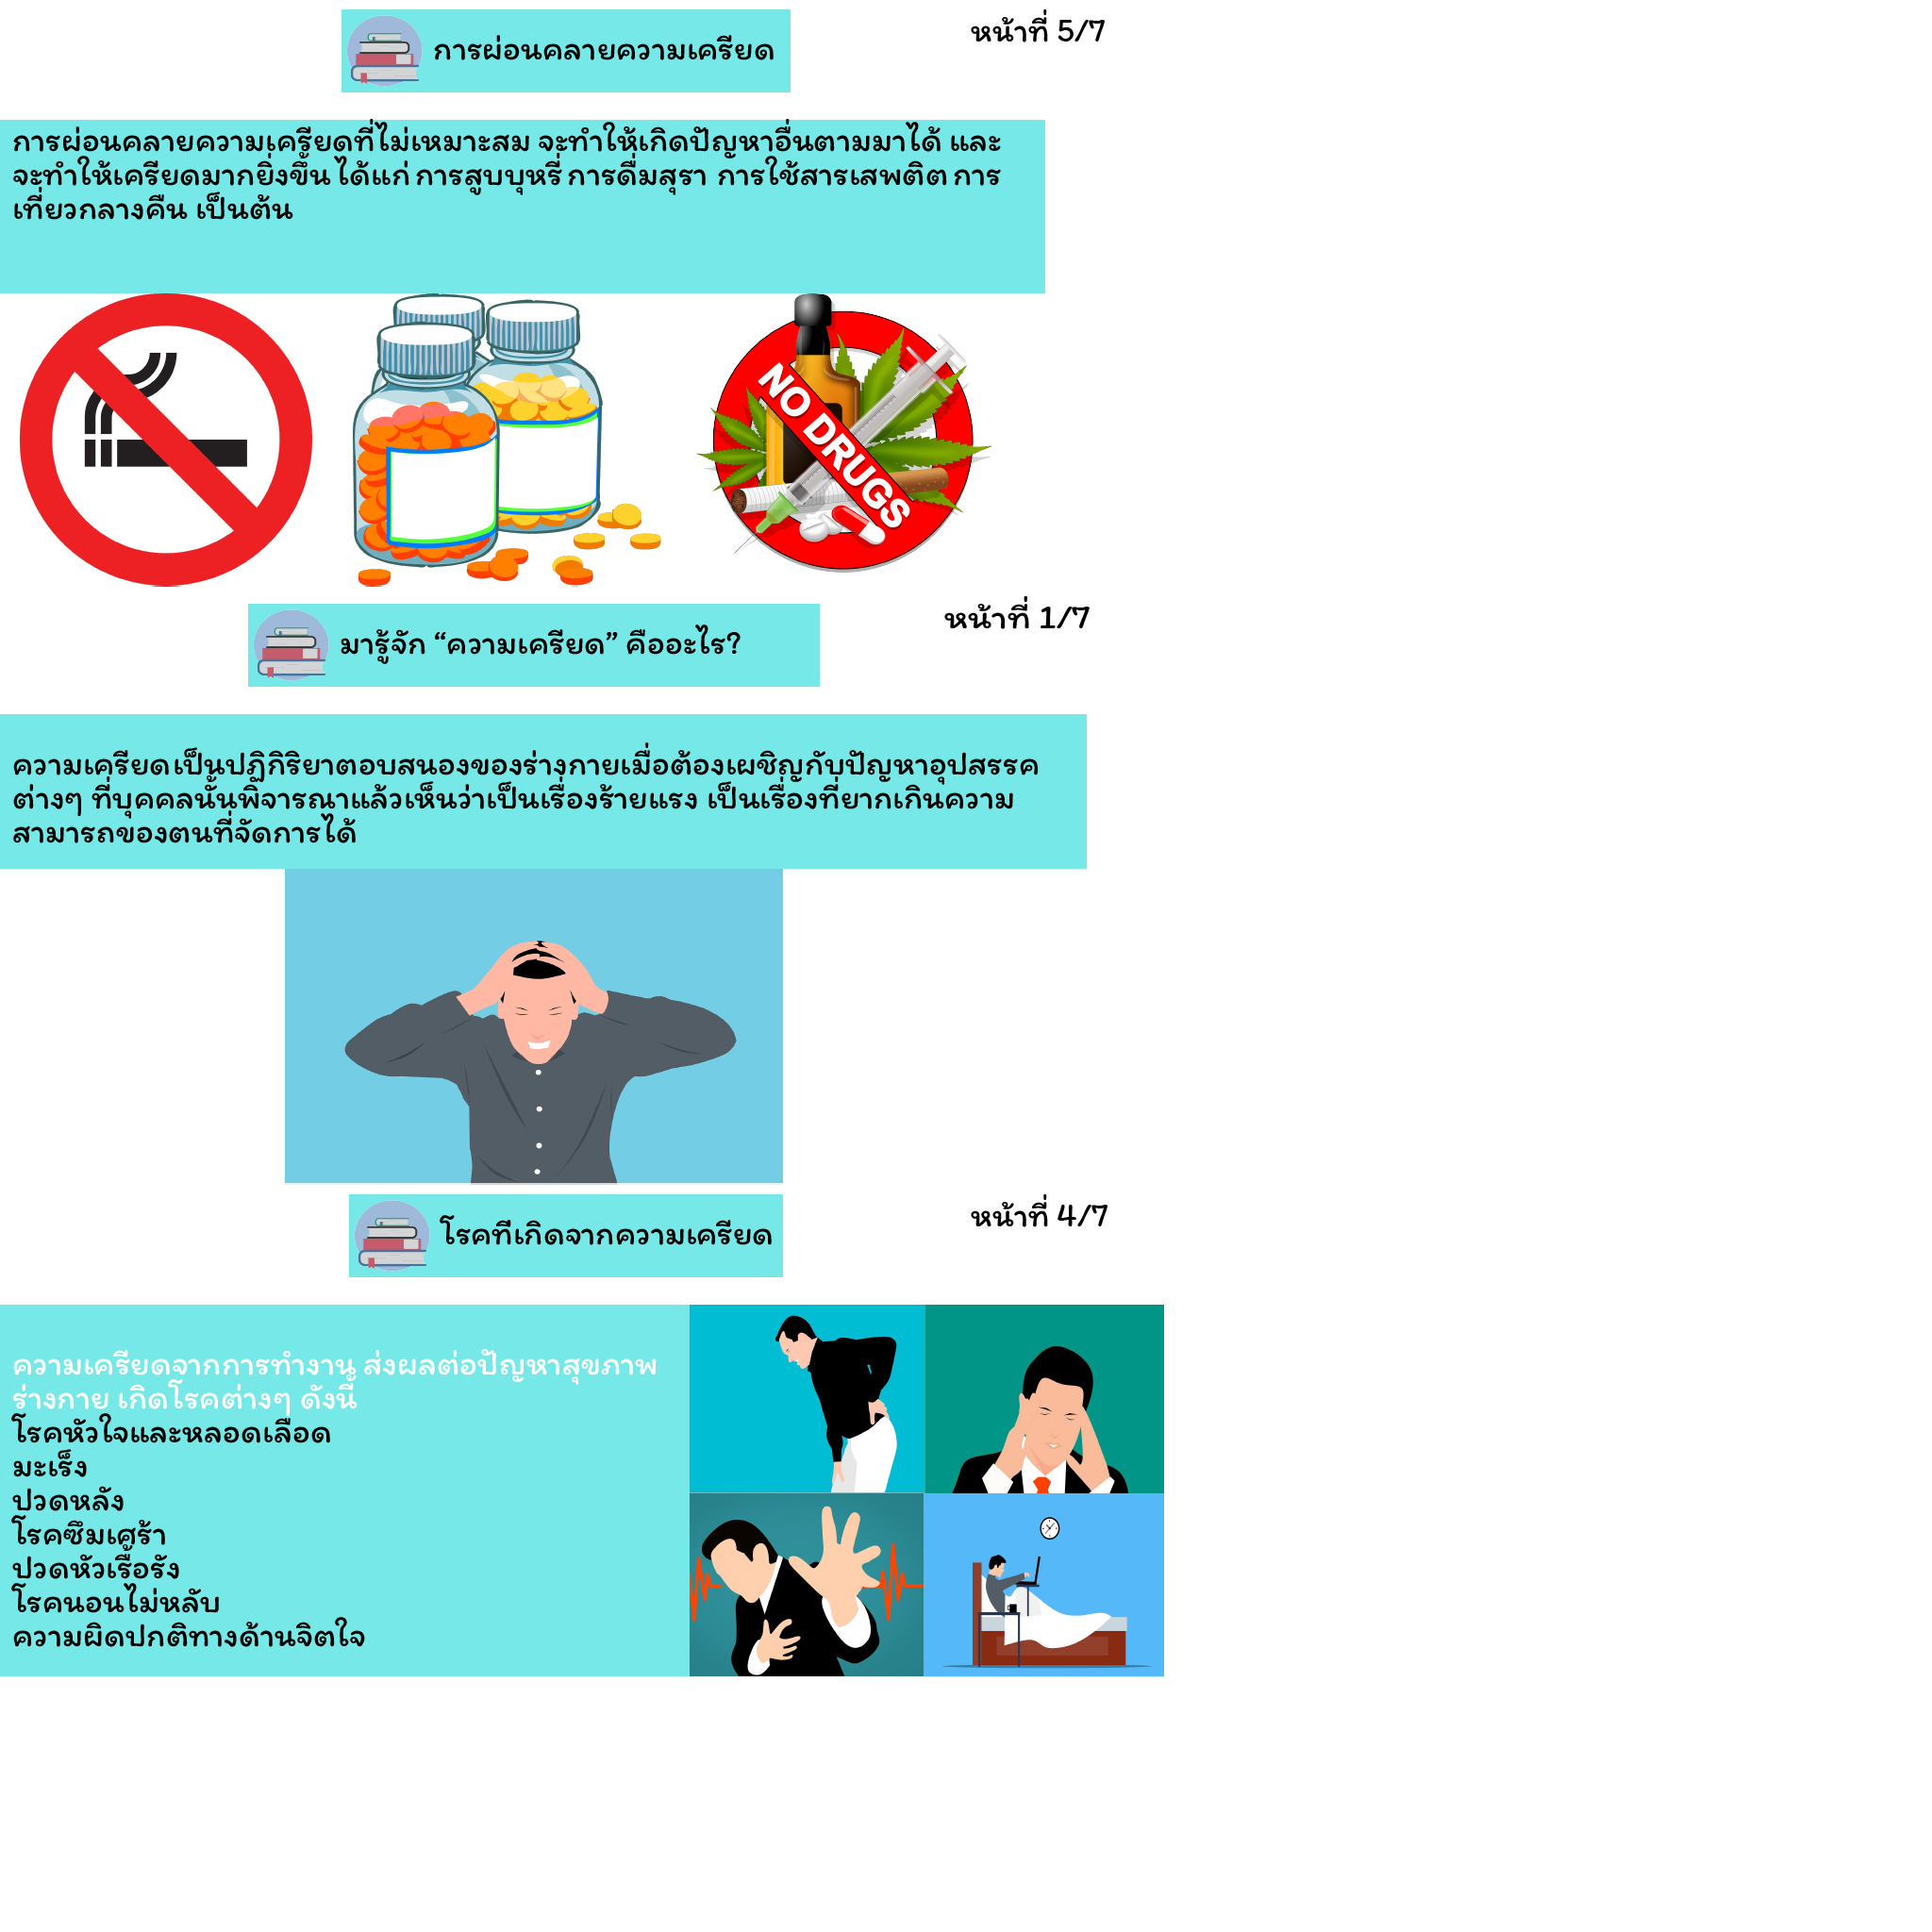 การผ่อนคลายความเครียด
หน้าที่ 5/7
การผ่อนคลายความเครียดที่ไม่เหมาะสม จะทำให้เกิดปัญหาอื่นตามมาได้ และ
จะทำให้เครียดมากยิ่งขึ้น ได้แก่ การสูบบุหรี่ การดื่มสุรา การใช้สารเสพติต การ
เที่ยวกลางคืน เป็นต้น
NO DRUGS
มารู้จัก “ความเครียด” คืออะไร?
หน้าที่ 1/7
ความเครียดเป็นปฏิกิริยาตอบสนองของร่างกายเมื่อต้องเผชิญกับปัญหาอุปสรรค
ต่างๆ ที่บุคคลนั้นพิจารณาแล้วเห็นว่าเป็นเรื่องร้ายแรง เป็นเรื่องที่ยากเกินความ
สามารถของตนที่จัดการได้
โรคทีเกิดจากความเครียด
หน้าที่ 4/7
ความเครียดจากการทำงาน ส่งผลต่อปัญหาสุขภาพ
ร่างกาย เกิดโรคต่างๆ ดังนี้
โรคหัวใจและหลอดเลือด
มะเร็ง
ปวดหลัง
โรคซึมเศร้า
ปวดหัวเรื้อรัง
โรคนอนไม่หลับ
ความผิดปกติทางด้านจิตใจ